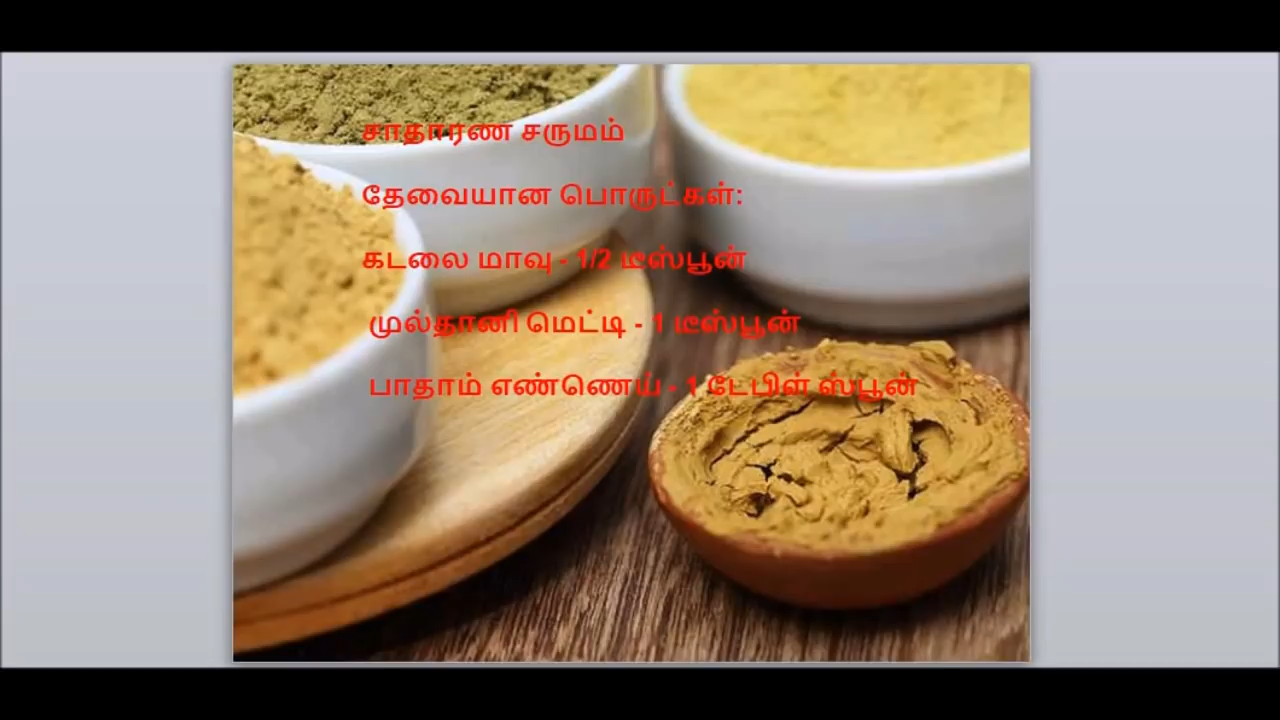 சாதாரண சருமம்
தேவையான பொருட்கள்:
கடலை மாவு - 1/2 டீஸ்பூன்
முல்தானி மெட்டி - 1 டீஸ்பூன்
பாதாம் எண்ணெய் - 1 டேபிள் ஸ்பூன்